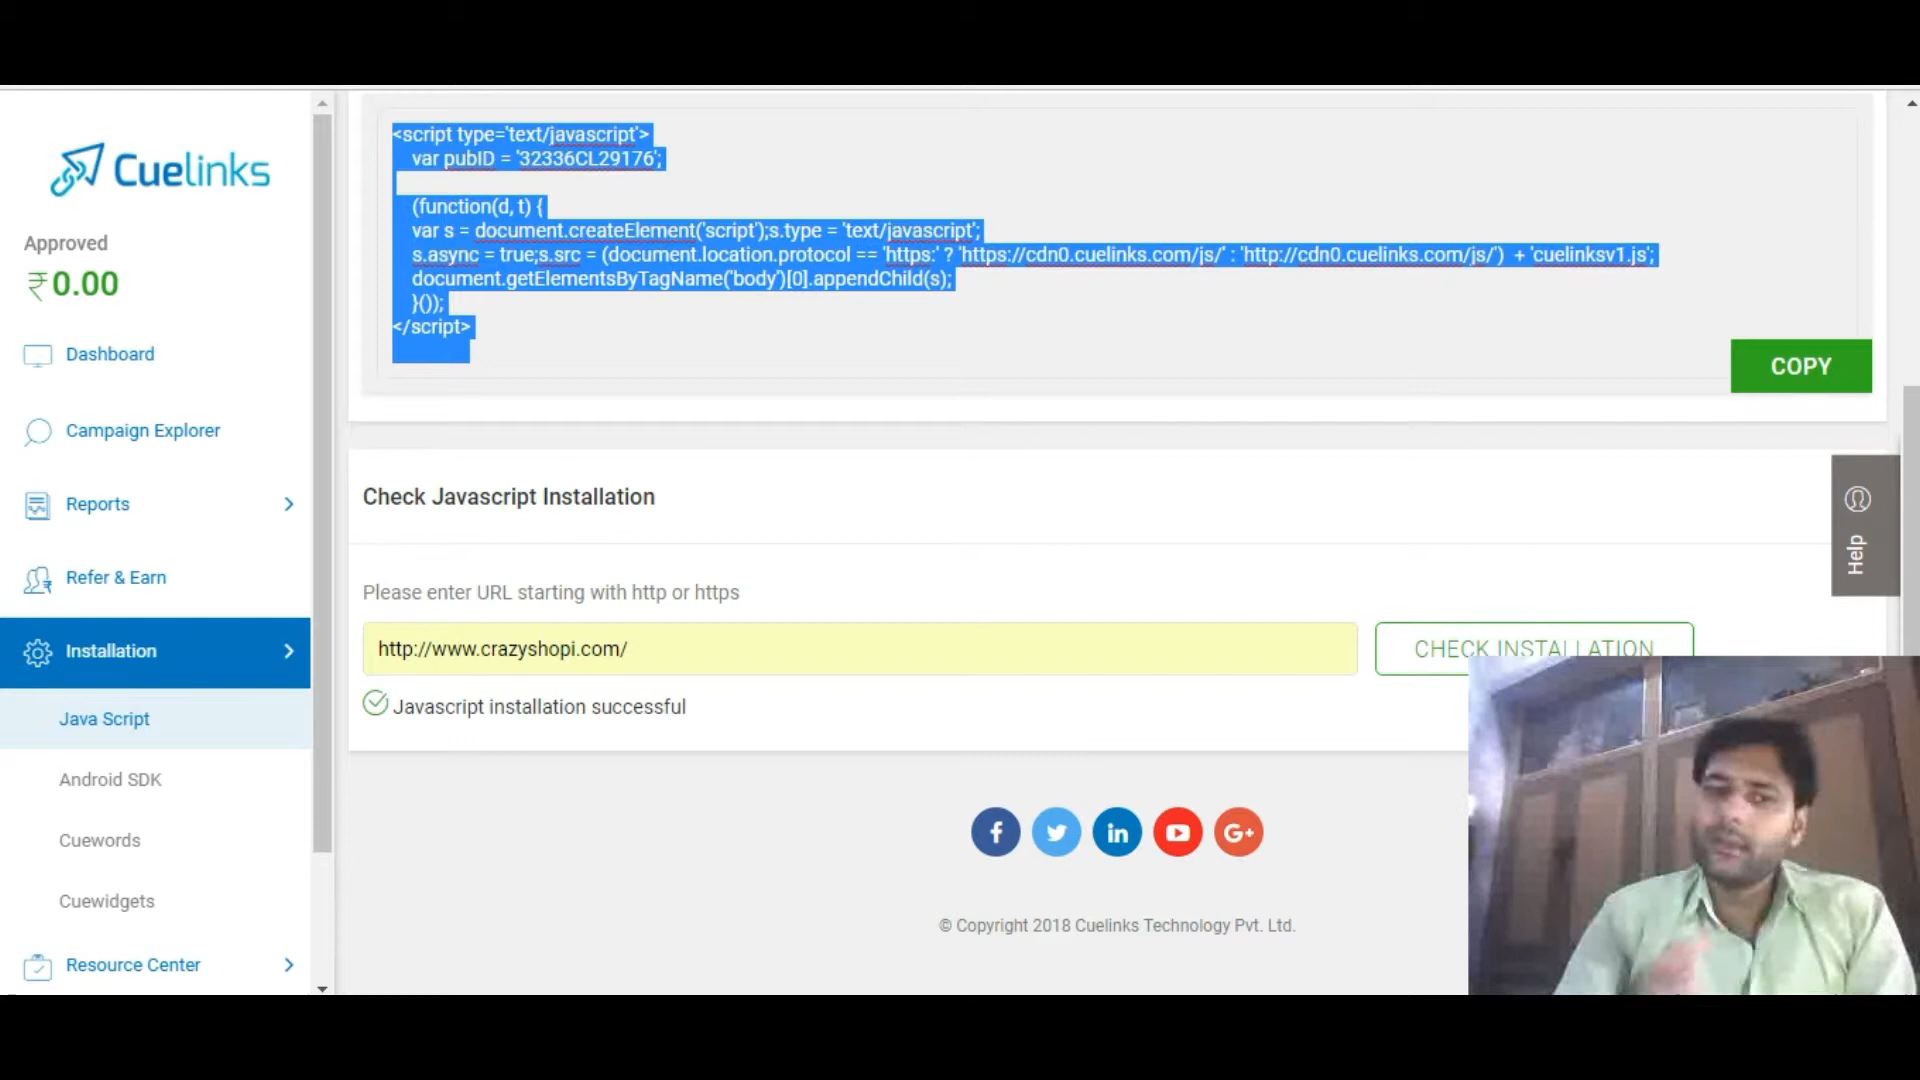 Cuelinks
Approved
₹0.00
Dashboard
Campaign Explorer
Reports
Refer & Earn
Installation
Java Script
Android SDK
Cuewords
Cuewidgets
Resource Center
<script type='text/javascript'>
var pubID = '32336CL29176';
(function(d, t) {
var s = document.createElement('script');s.type = 'text/javascript';
s.async = true;s.src = (document.location.protocol == 'https:' ? 'https://cdn0.cuelinks.com/js/' : 'http://cdn0.cuelinks.com/js/') + 'cuelinksv1.js';
document.getElementsByTagName('body')[0].appendChild(s);
}());
</script>
COPY
Check Javascript Installation
Please enter URL starting with http or https
http://www.crazyshopi.com/
CHECK INSTALLATION
Javascript installation successful
Help
f
in
G+
© Copyright 2018 Cuelinks Technology Pvt. Ltd.